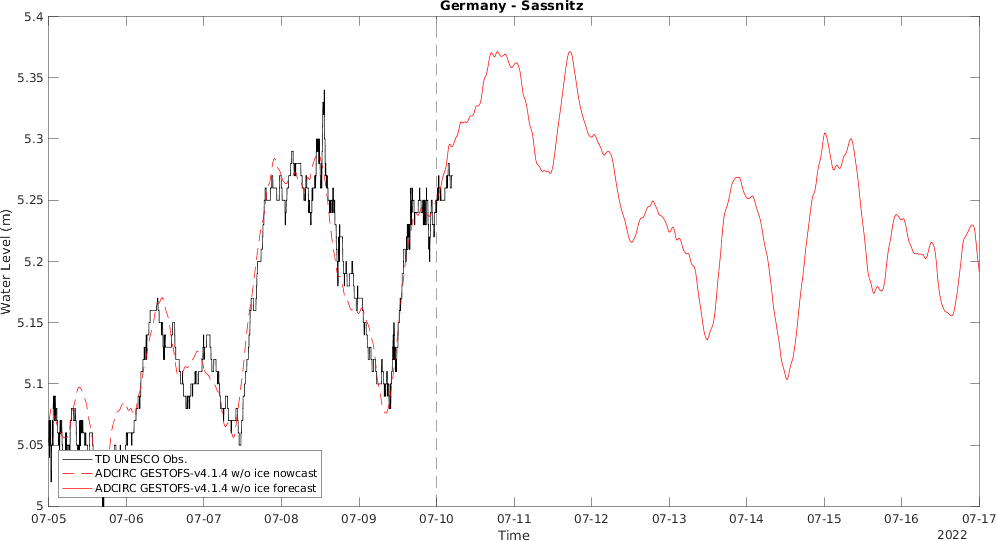 Germany - Sassnitz
Water Level (m)
5.4
5.35
5.3
5.25
5.2
5.15
5.1
5.05
5
TD UNESCO Obs.
ADCIRC GESTOFS-v4.1.4 w/o ice nowcast
ADCIRC GESTOFS-v4.1.4 w/o ice forecast
07-05 07-06 07-07 07-08 07-09 07-10 07-11 07-12 07-13 07-14 07-15 07-16 07-17
Time
2022